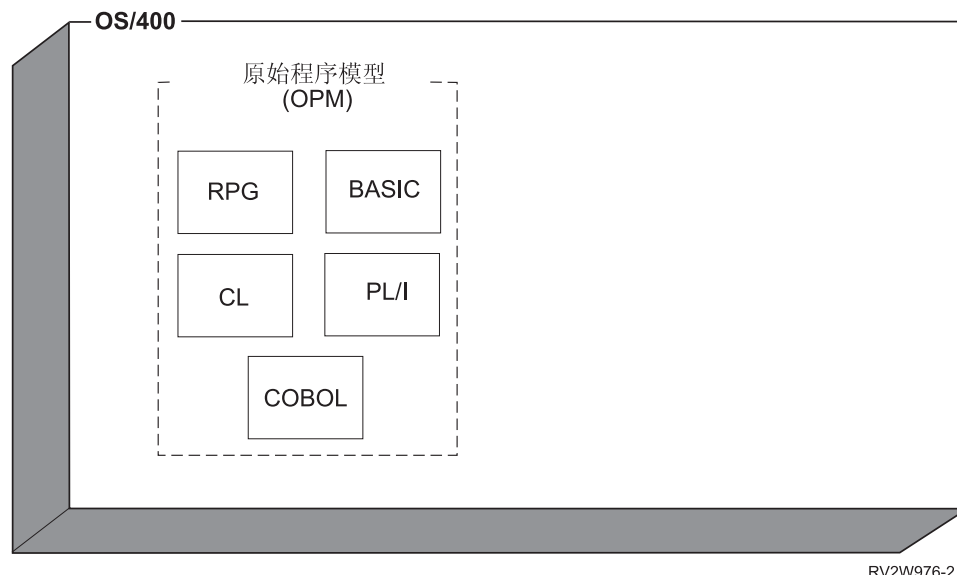 OS/400
原始程序模型
(OPM)
RPG
BASIC
CL
PL/I
COBOL
RV2W976-2